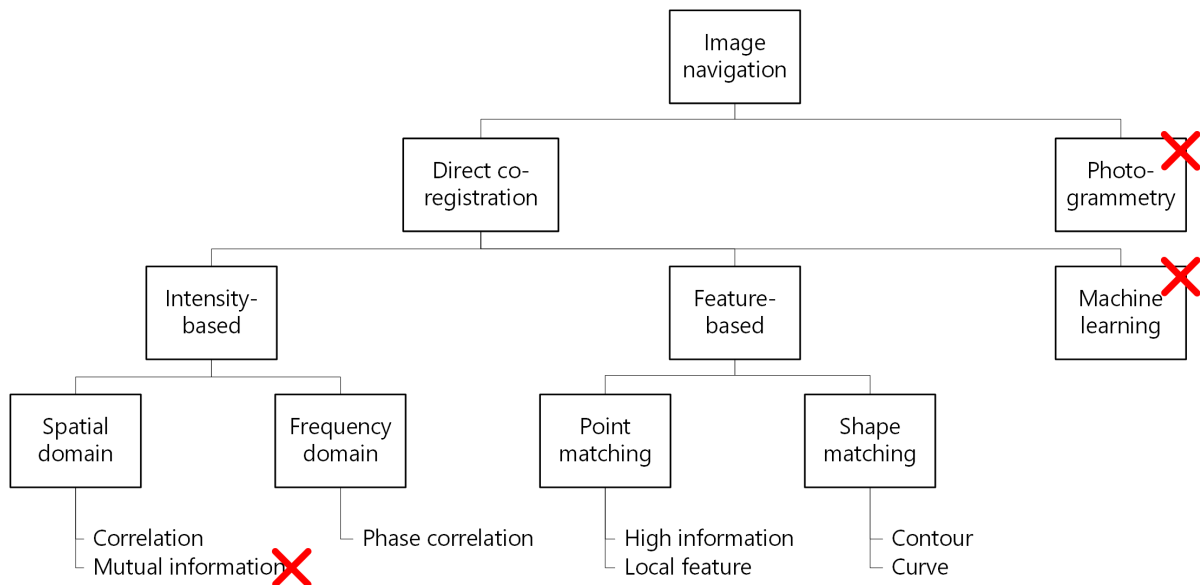 Image
navigation
Direct co-
registration
Photo-
grammetry
Intensity-
based
Feature-
based
Machine
learning
Spatial
domain
Frequency
domain
Point
matching
Shape
matching
Correlation
Mutual information
Phase correlation
High information
Local feature
Contour
Curve